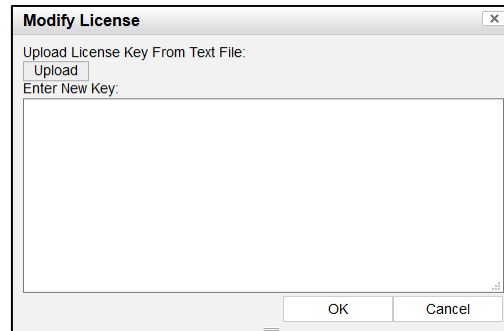 Modify License
Upload License Key From Text File:
Upload
Enter New Key:
OK Cancel